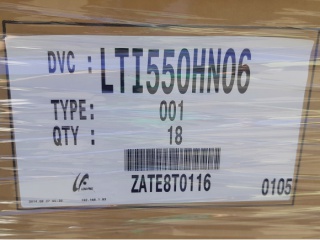 DVC : LTI550HN06
TYPE: 001
QTY : 18
ZATE8T0116
0105